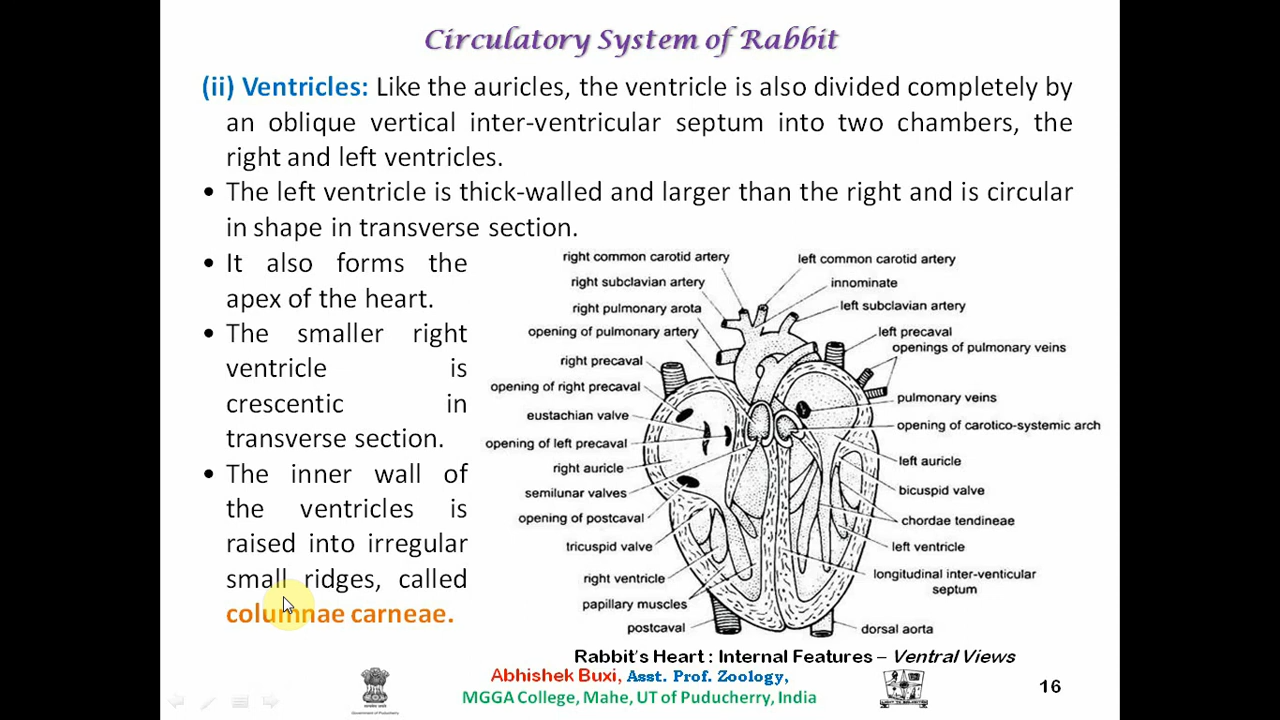 Circulatory System of Rabbit
(ii) Ventricles: Like the auricles, the ventricle is also divided completely by
an oblique vertical inter-ventricular septum into two chambers, the
right and left ventricles.
• The left ventricle is thick-walled and larger than the right and is circular
in shape in transverse section.
• It also forms the
apex of the heart.
• The smaller right
ventricle is
crescentic in
transverse section.
• The inner wall of
the ventricles is
raised into irregular
small ridges, called
columnae carneae.
right common carotid artery
right subclavian artery
right pulmonary arota
opening of pulmonary artery
right precaval
opening of right precaval
eustachian valve
opening of left precaval
right auricle
semilunar valves
opening of postcaval
tricuspid valve
right ventricle
papillary muscles
postcaval
left common carotid artery
innominate
left subclavian artery
left precaval
openings of pulmonary veins
pulmonary veins
opening of carotico-systemic arch
left auricle
bicuspid valve
chordae tendineae
left ventricle
longitudinal inter-venticular
septum
dorsal aorta
Rabbit's Heart : Internal Features – Ventral Views
Abhishek Buxi, Asst. Prof. Zoology,
MGGA College, Mahe, UT of Puducherry, India
16